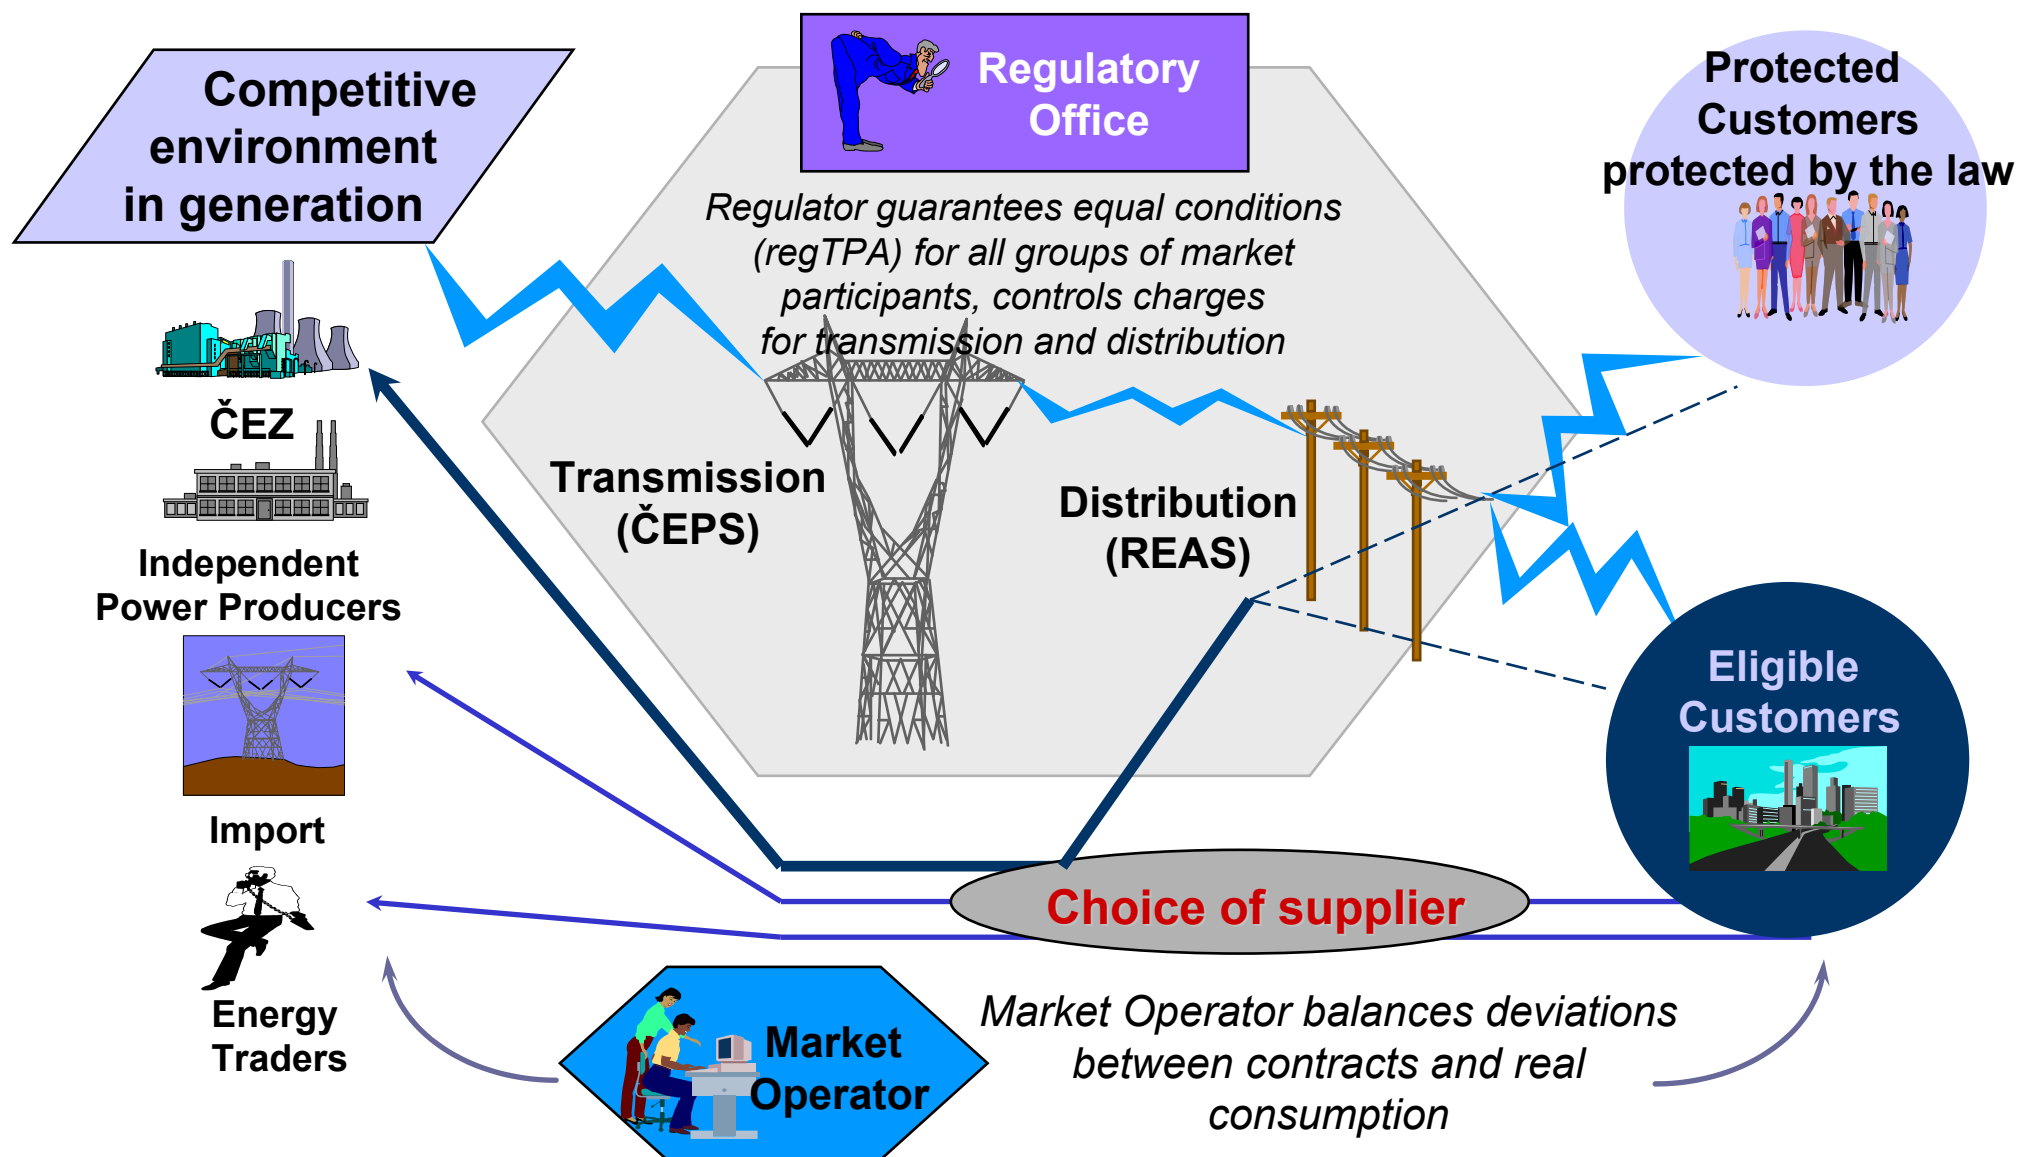 Competitive
environment
in generation
Regulatory
Office
Regulator guarantees equal conditions
(regTPA) for all groups of market
participants, controls charges
for transmission and distribution
Protected
Customers
protected by the law
ČEZ
Independent
Power Producers
Import
Energy
Traders
Transmission
(ČEPS)
Distribution
(REAS)
Eligible
Customers
Choice of supplier
Market
Operator
Market Operator balances deviations
between contracts and real
consumption